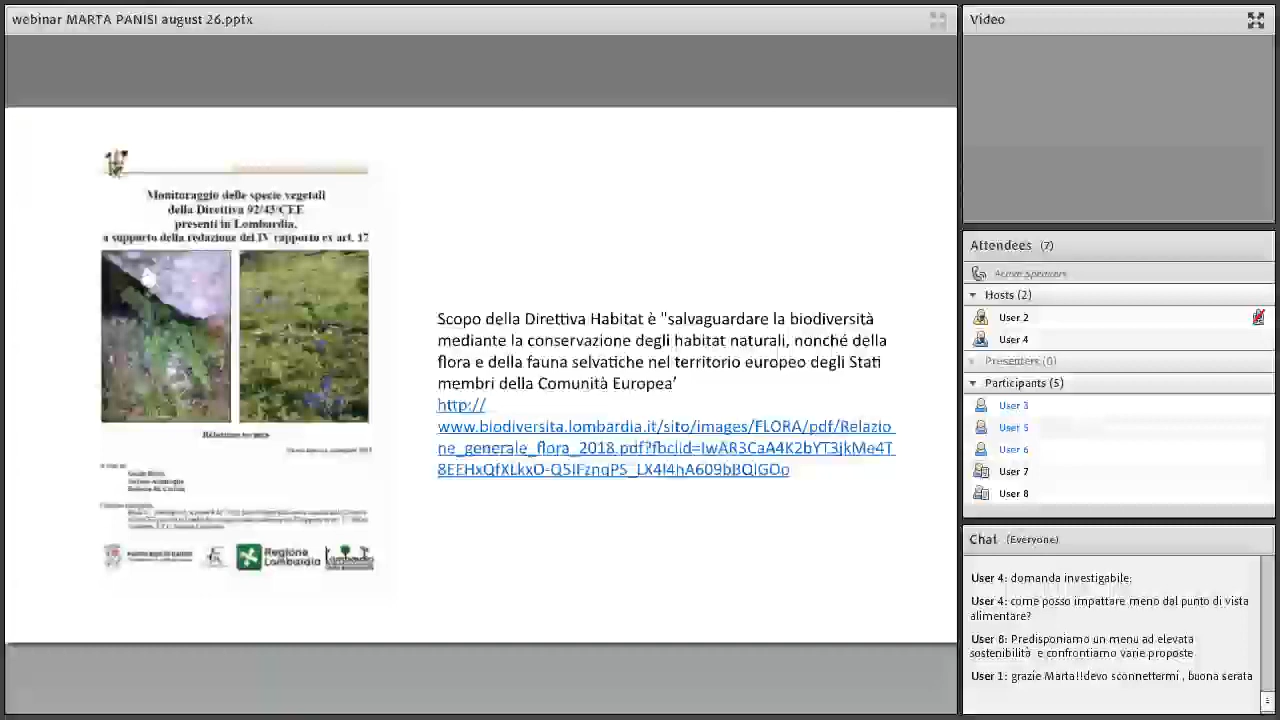 webinar MARTA PANISI august 26.pptx
Monitoraggio delle specie vegetali
della Direttiva 92/43/CEE
presenti in Lombardia,
a supporto della redazione del IV rapporto ex art. 17
Regione
Lombardia
Scopo della Direttiva Habitat è "salvaguardare la biodiversità
mediante la conservazione degli habitat naturali, nonché della
flora e della fauna selvatiche nel territorio europeo degli Stati
membri della Comunità Europea’
http://
www.biodiversita.lombardia.it/sito/images/FLORA/pdf/Relazio
Video
Attendees (7)
Active Speakers
Hosts (2)
User 2
User 4
Presenters (0)
Participants (5)
User 3
User 5
User 6
User 7
User 8
Chat (Everyone)
User 4: domanda investigabile:
User 4: come posso impattare meno dal punto di vista
alimentare?
User 8: Predisponiamo un menu ad elevata
sostenibilità e confrontiamo varie proposte
User 1: grazie Marta!!devo sconnettermi , buona serata